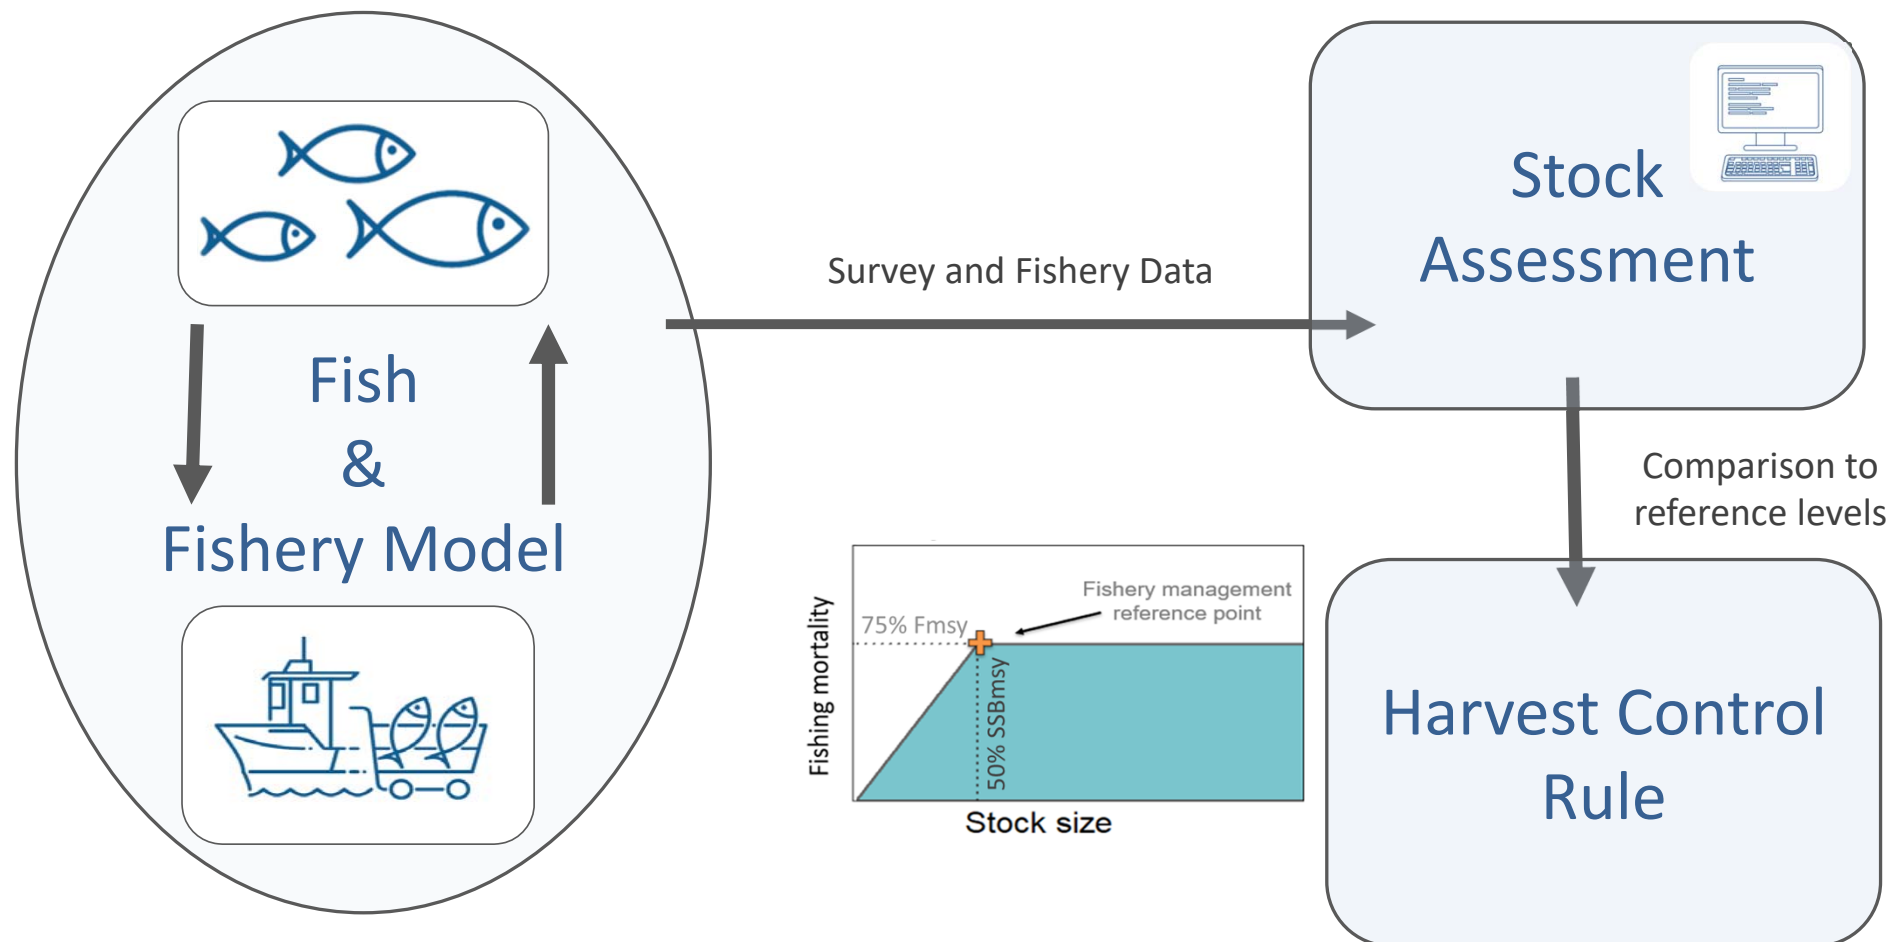 Fish
&
Fishery Model
Survey and Fishery Data
Stock
Assessment
Comparison to
reference levels
Harvest Control
Rule
Fishing mortality
75% Fmsy
Fishery management
reference point
50% SSBmsy
Stock size